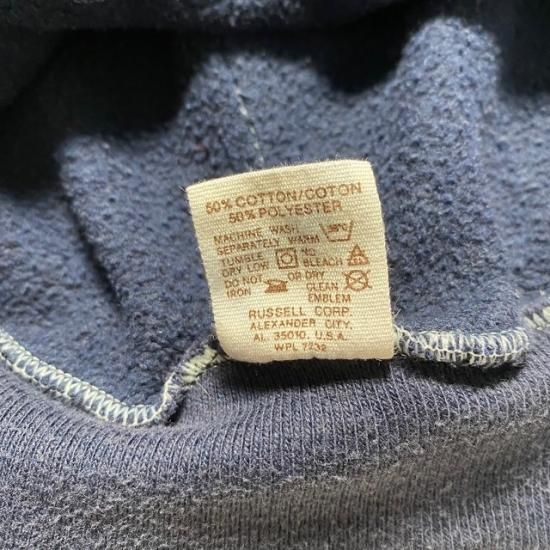 50% COTTON/COTON
50% POLYESTER
MACHINE WASH
SEPARATELY WARM
TUMBLE NO
DRY LOW BLEACH
DO NOT OR DRY
IRON CLEAN
EMBLEM
RUSSELL CORP.
ALEXANDER CITY,
AL. 35010, U.S.A.
WPL 7232